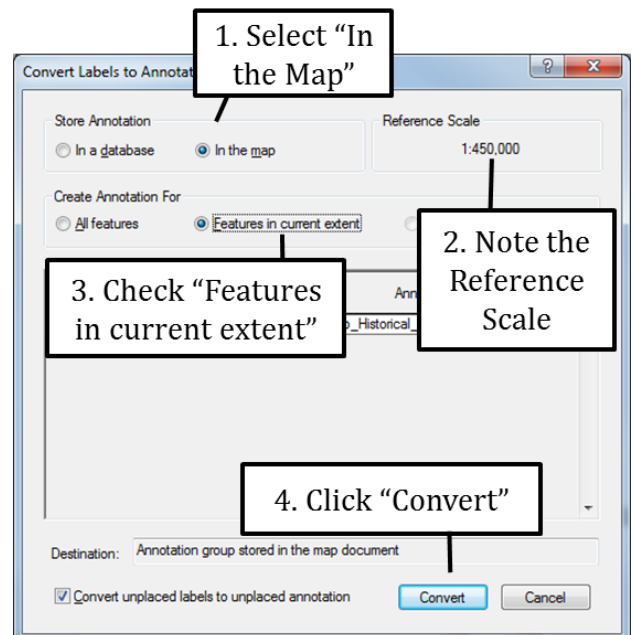 1. Select “In
the Map”
Convert Labels to Annotat
Store Annotation
Reference Scale
In a database
In the map
1:450,000
Create Annotation For
All features
Features in current extent
2. Note the
Reference
Scale
3. Check “Features
in current extent”
Ann
_Historical_
4. Click “Convert”
Destination: Annotation group stored in the map document
Convert unplaced labels to unplaced annotation
Convert
Cancel